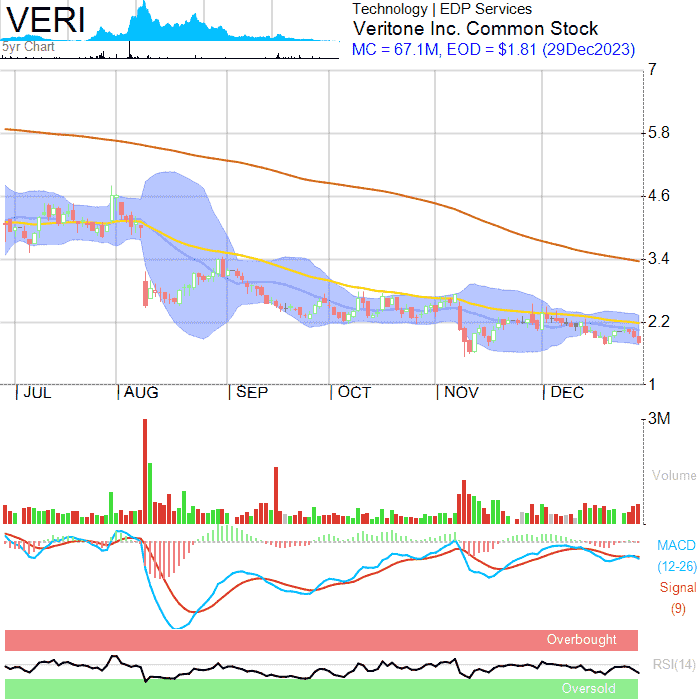 VERI
5yr Chart
Technology | EDP Services
Veritone Inc. Common Stock
MC = 67.1M, EOD = $1.81 (29Dec2023)
7
5.8
4.6
3.4
2.2
1
|JUL |AUG |SEP |OCT |NOV |DEC
3M
Volume
MACD
(12-26)
Signal
(9)
Overbought
RSI(14)
Oversold